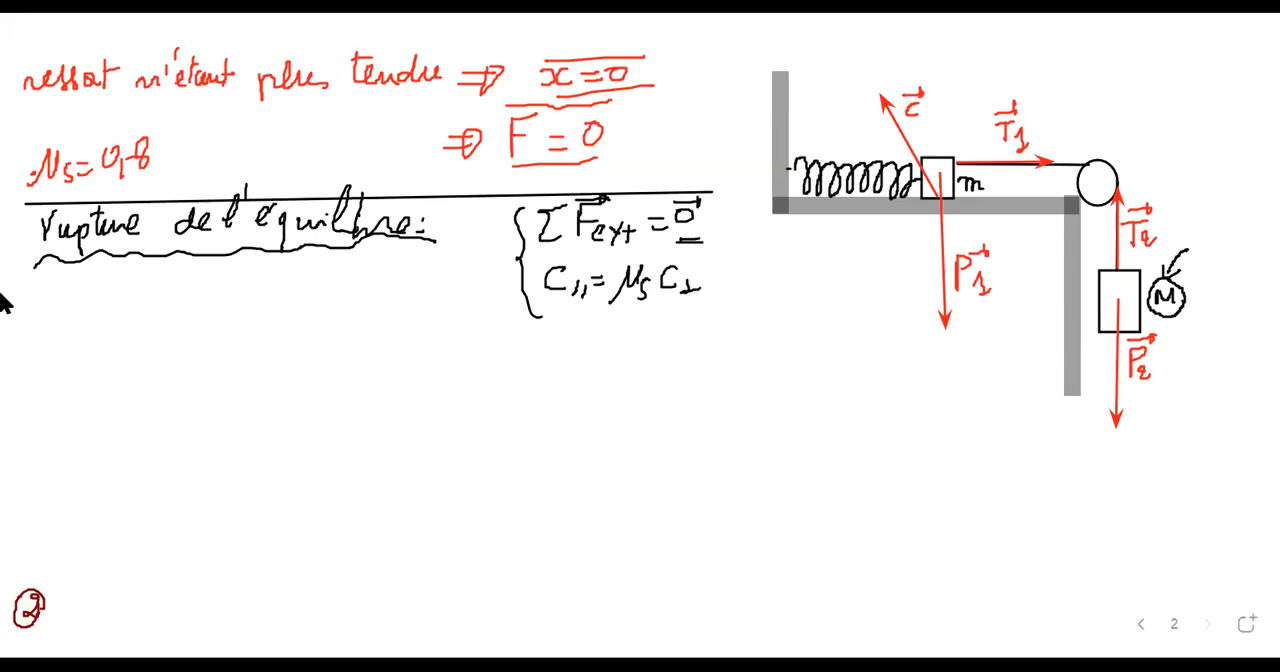 ressort n'étant plus tendu ⇒ x = 0
⇒ F = 0
μs = 0,8
rupture de l'équilibre:
{ Σ F⃗ext = 0⃗
C// = μs C⊥
C⃗
T⃗1
m
P⃗1
T⃗2
M
P⃗2
2
2